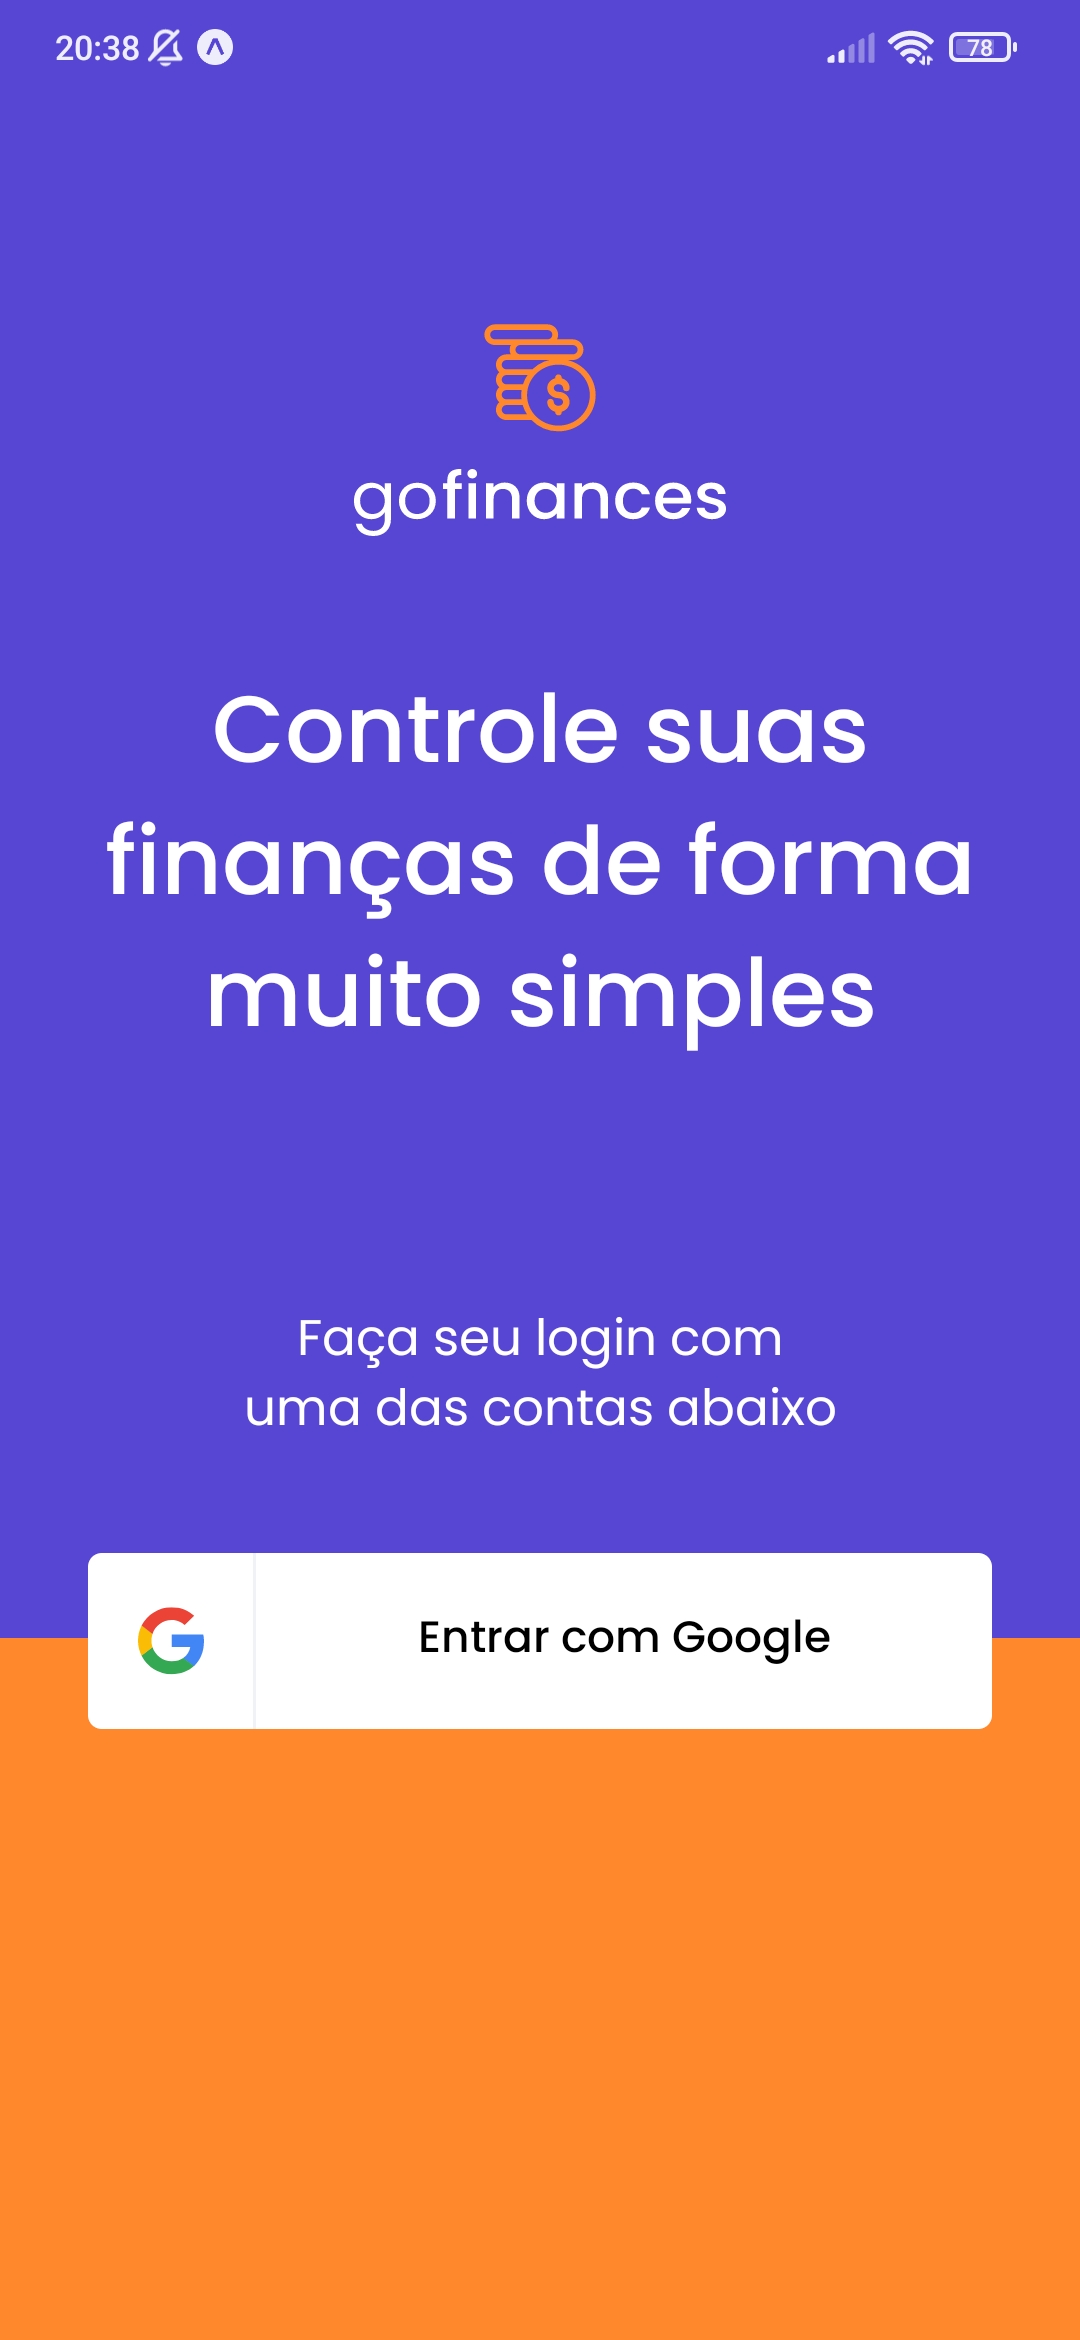 20:38
78
$
gofinances
Controle suas
finanças de forma
muito simples
Faça seu login com
uma das contas abaixo
Entrar com Google